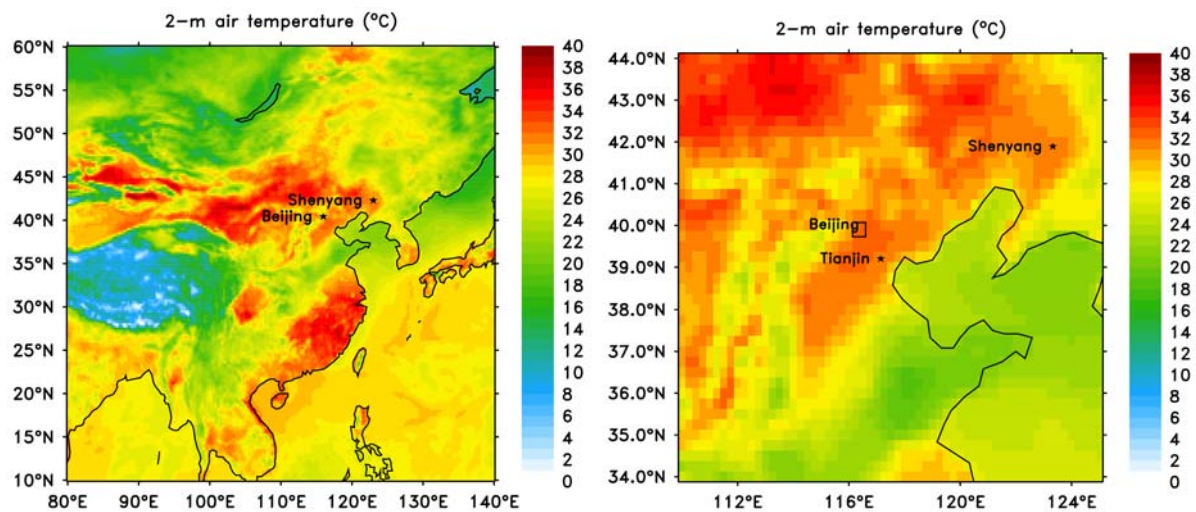 2-m air temperature (°C)
60°N
55°N
50°N
45°N
40°N
35°N
30°N
25°N
20°N
15°N
10°N
80°E 90°E 100°E 110°E 120°E 130°E 140°E
Shenyang
Beijing
40
38
36
34
32
30
28
26
24
22
20
18
16
14
12
10
8
6
4
2
0
2-m air temperature (°C)
44.0°N
43.0°N
42.0°N
41.0°N
40.0°N
39.0°N
38.0°N
37.0°N
36.0°N
35.0°N
34.0°N
112°E 116°E 120°E 124°E
Shenyang
Beijing
Tianjin
40
38
36
34
32
30
28
26
24
22
20
18
16
14
12
10
8
6
4
2
0